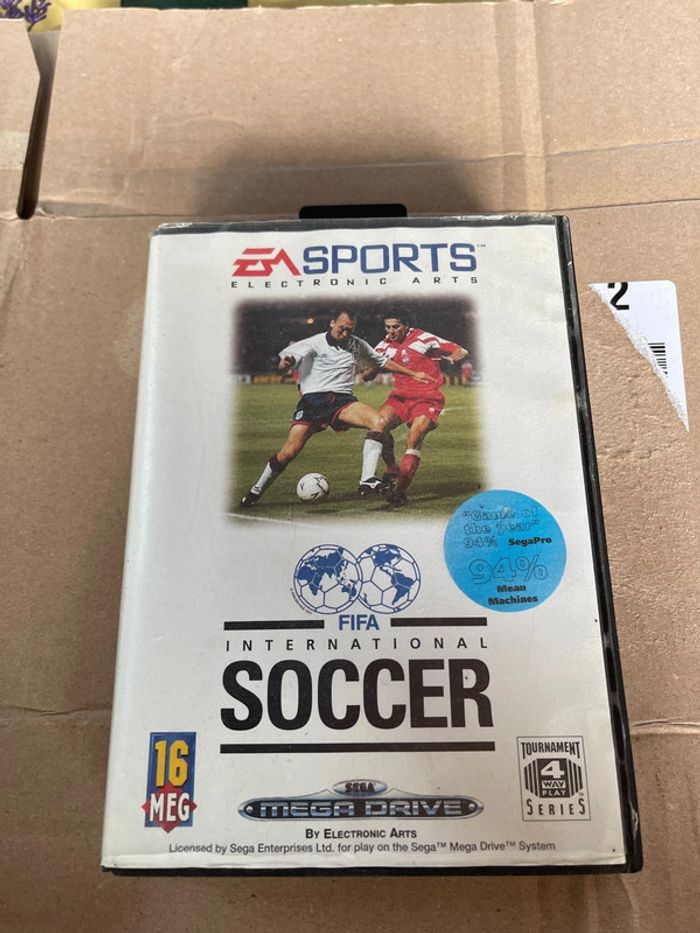 EA SPORTS™
ELECTRONIC ARTS
2
"Game of
the year"
94% SegaPro
94%
Mean
Machines
FIFA
INTERNATIONAL
SOCCER
16
MEG
SEGA
MEGA DRIVE
TOURNAMENT
4
WAY
PLAY
SERIES
BY ELECTRONIC ARTS
Licensed by Sega Enterprises Ltd. for play on the Sega™ Mega Drive™ System